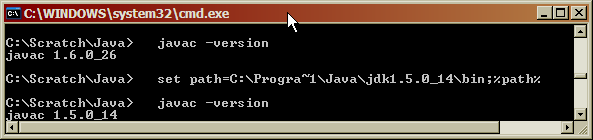 C:\WINDOWS\system32\cmd.exe
C:\Scratch\Java>   javac -version
javac 1.6.0_26
C:\Scratch\Java>   set path=C:\Progra~1\Java\jdk1.5.0_14\bin;%path%
C:\Scratch\Java>   javac -version
javac 1.5.0_14